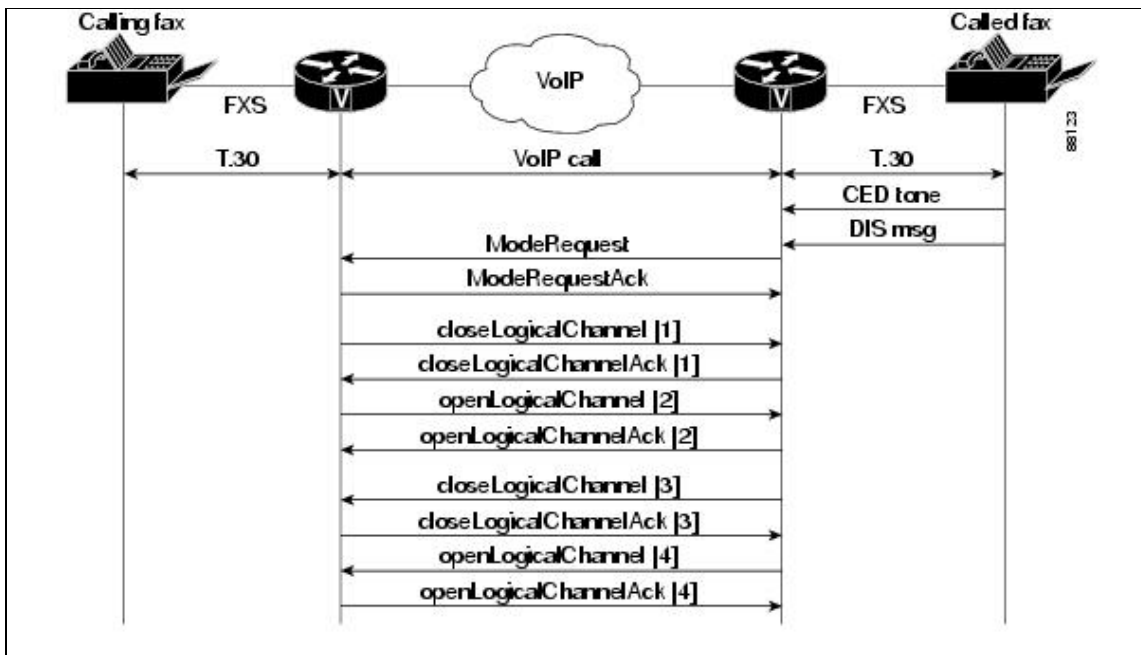 Calling fax
Called fax
V
VoIP
V
FXS
FXS
88123
T.30
VoIP call
T.30
CED tone
DIS msg
ModeRequest
ModeRequestAck
closeLogicalChannel [1]
closeLogicalChannelAck [1]
openLogicalChannel [2]
openLogicalChannelAck [2]
closeLogicalChannel [3]
closeLogicalChannelAck [3]
openLogicalChannel [4]
openLogicalChannelAck [4]